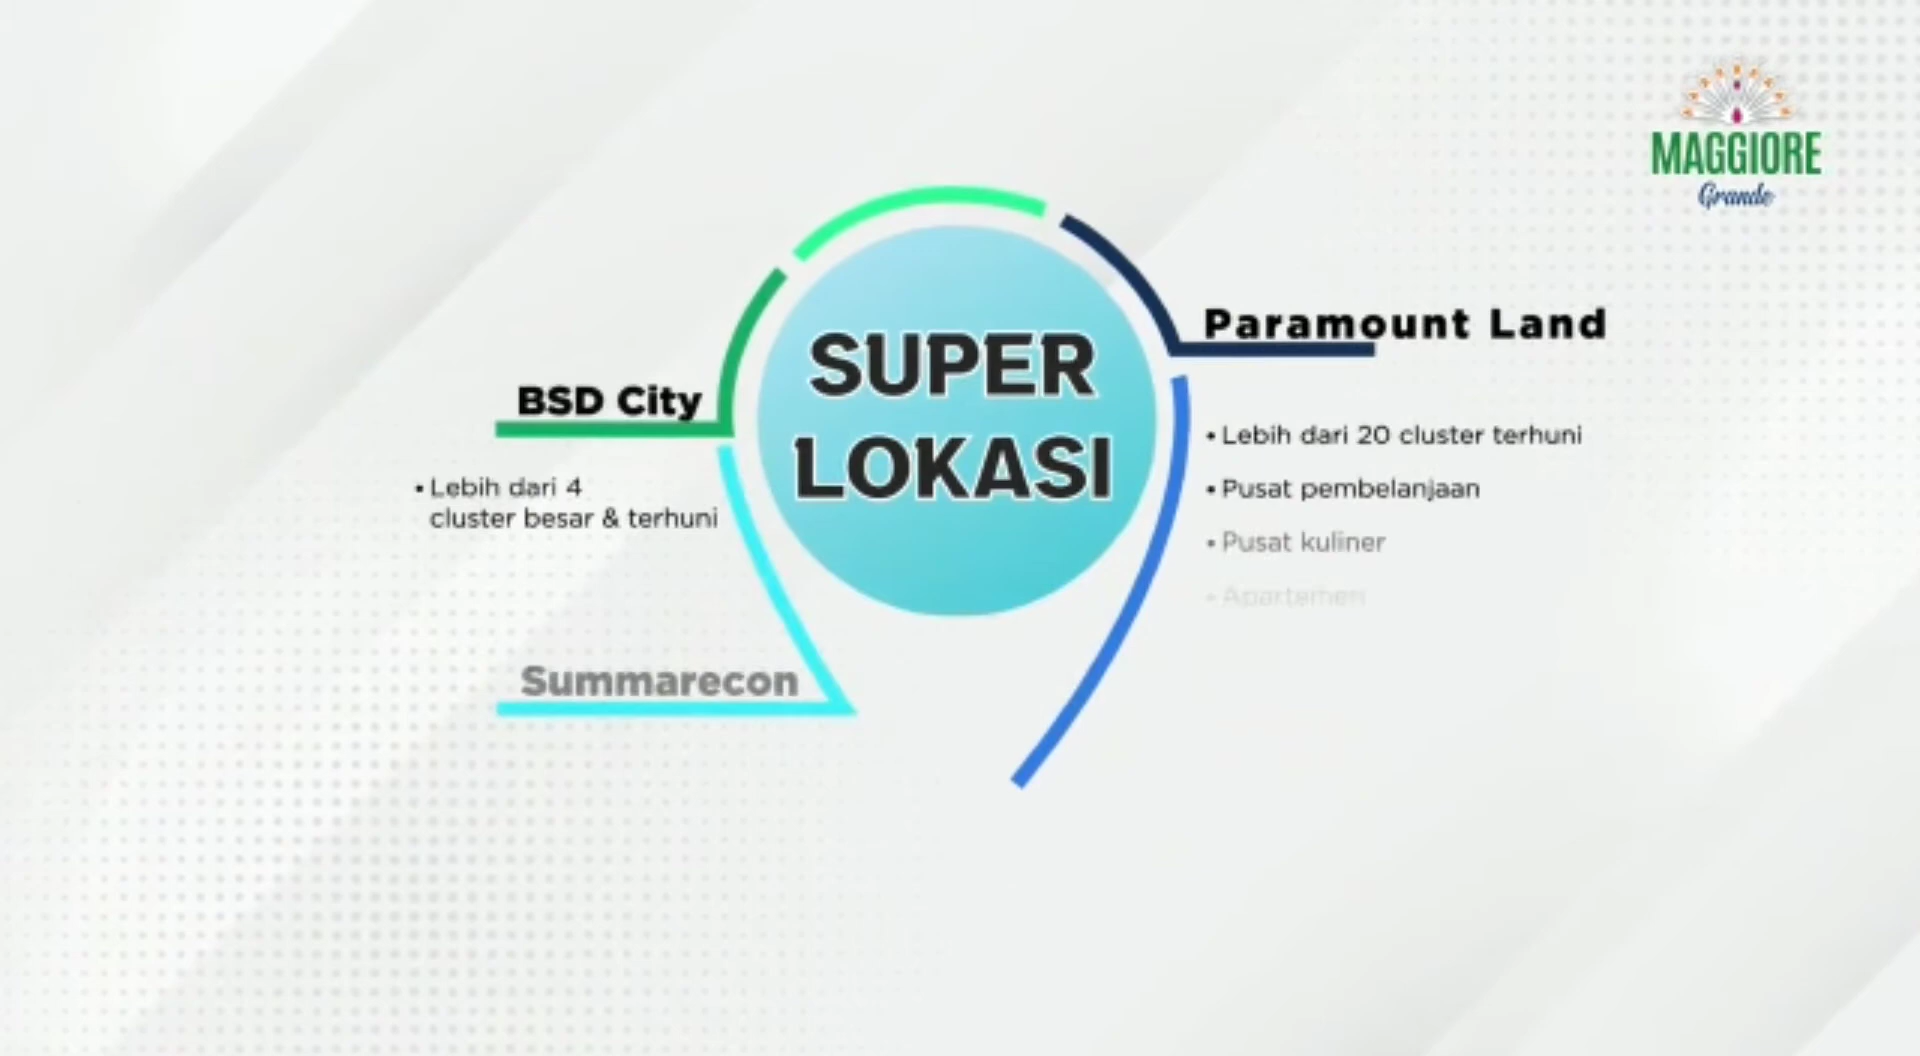 MAGGIORE
Grande
SUPER
LOKASI
BSD City
• Lebih dari 4
cluster besar & terhuni
Summarecon
Paramount Land
• Lebih dari 20 cluster terhuni
• Pusat pembelanjaan
• Pusat kuliner
• Apartemen